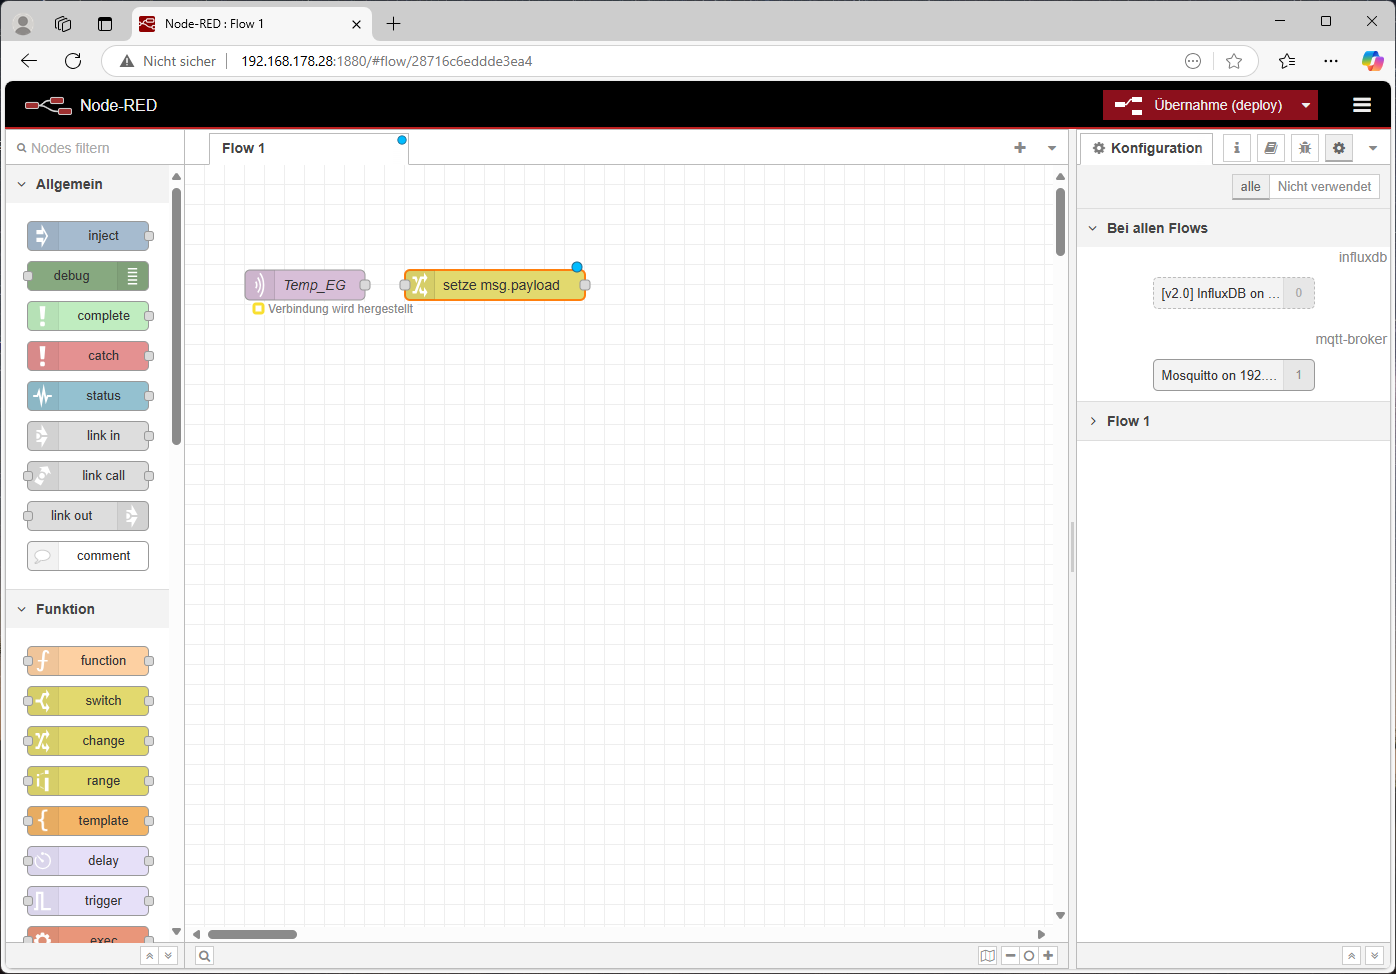 Node-RED : Flow 1
Nicht sicher
192.168.178.28:1880/#flow/28716c6eddde3ea4
Node-RED
Übernahme (deploy)
Nodes filtern
Flow 1
Konfiguration
Allgemein
alle
Nicht verwendet
inject
Bei allen Flows
influxdb
debug
Temp_EG
setze msg.payload
[v2.0] InfluxDB on ...
0
Verbindung wird hergestellt
complete
mqtt-broker
catch
Mosquitto on 192....
1
status
Flow 1
link in
link call
link out
comment
Funktion
function
switch
change
range
template
delay
trigger
exec